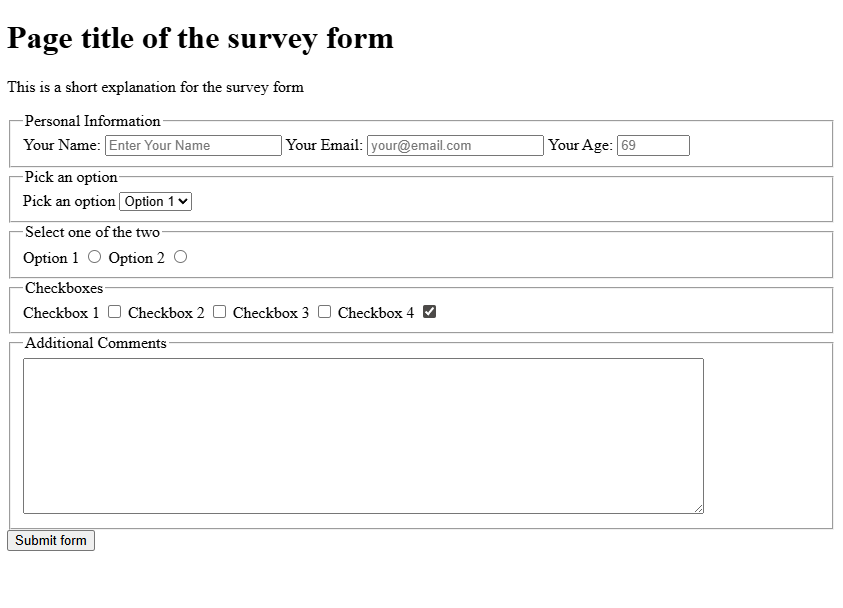 Page title of the survey form
This is a short explanation for the survey form
Personal Information
Your Name: Enter Your Name Your Email: your@email.com Your Age: 69
Pick an option
Pick an option Option 1
Select one of the two
Option 1 Option 2
Checkboxes
Checkbox 1 Checkbox 2 Checkbox 3 Checkbox 4
Additional Comments
Submit form